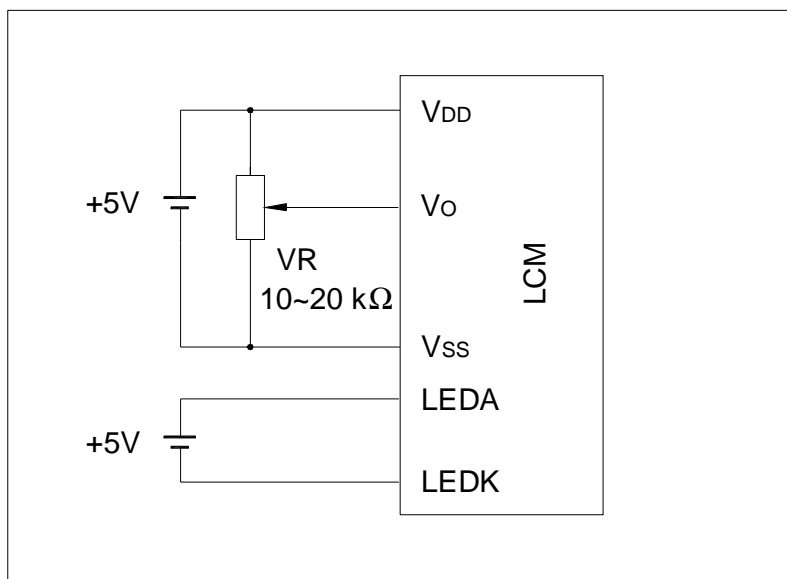 VDD
+5V
VO
VR
10~20 kΩ
LCM
VSS
LEDA
+5V
LEDK